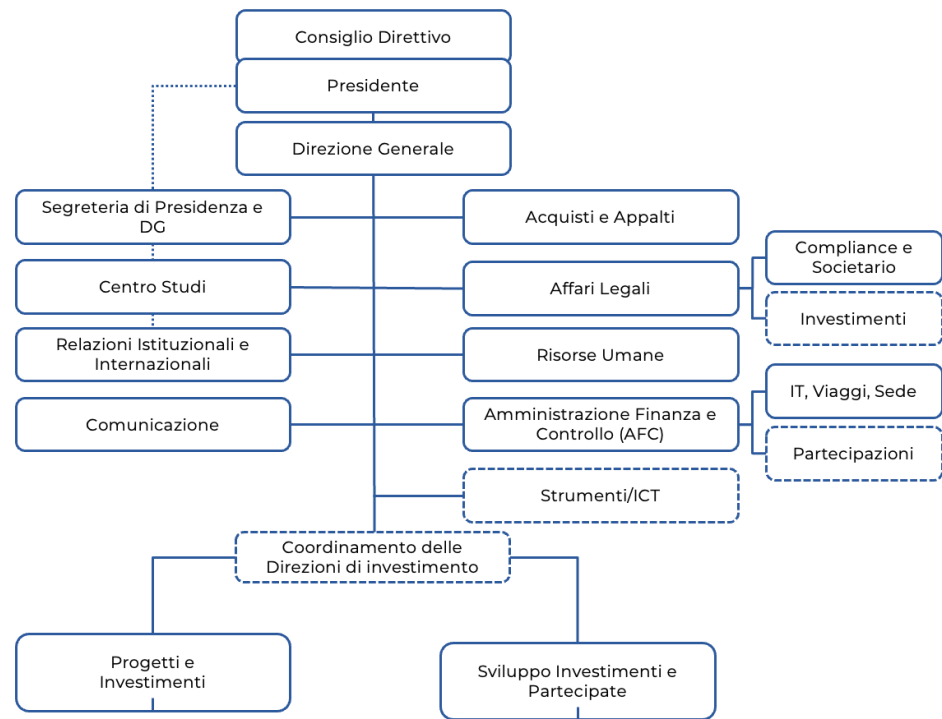 Consiglio Direttivo
Presidente
Direzione Generale
Segreteria di Presidenza e
DG
Acquisti e Appalti
Compliance e
Societario
Centro Studi
Affari Legali
Investimenti
Relazioni Istituzionali e
Internazionali
Risorse Umane
IT, Viaggi, Sede
Comunicazione
Amministrazione Finanza e
Controllo (AFC)
Partecipazioni
Strumenti/ICT
Coordinamento delle
Direzioni di investimento
Progetti e
Investimenti
Sviluppo Investimenti e
Partecipate